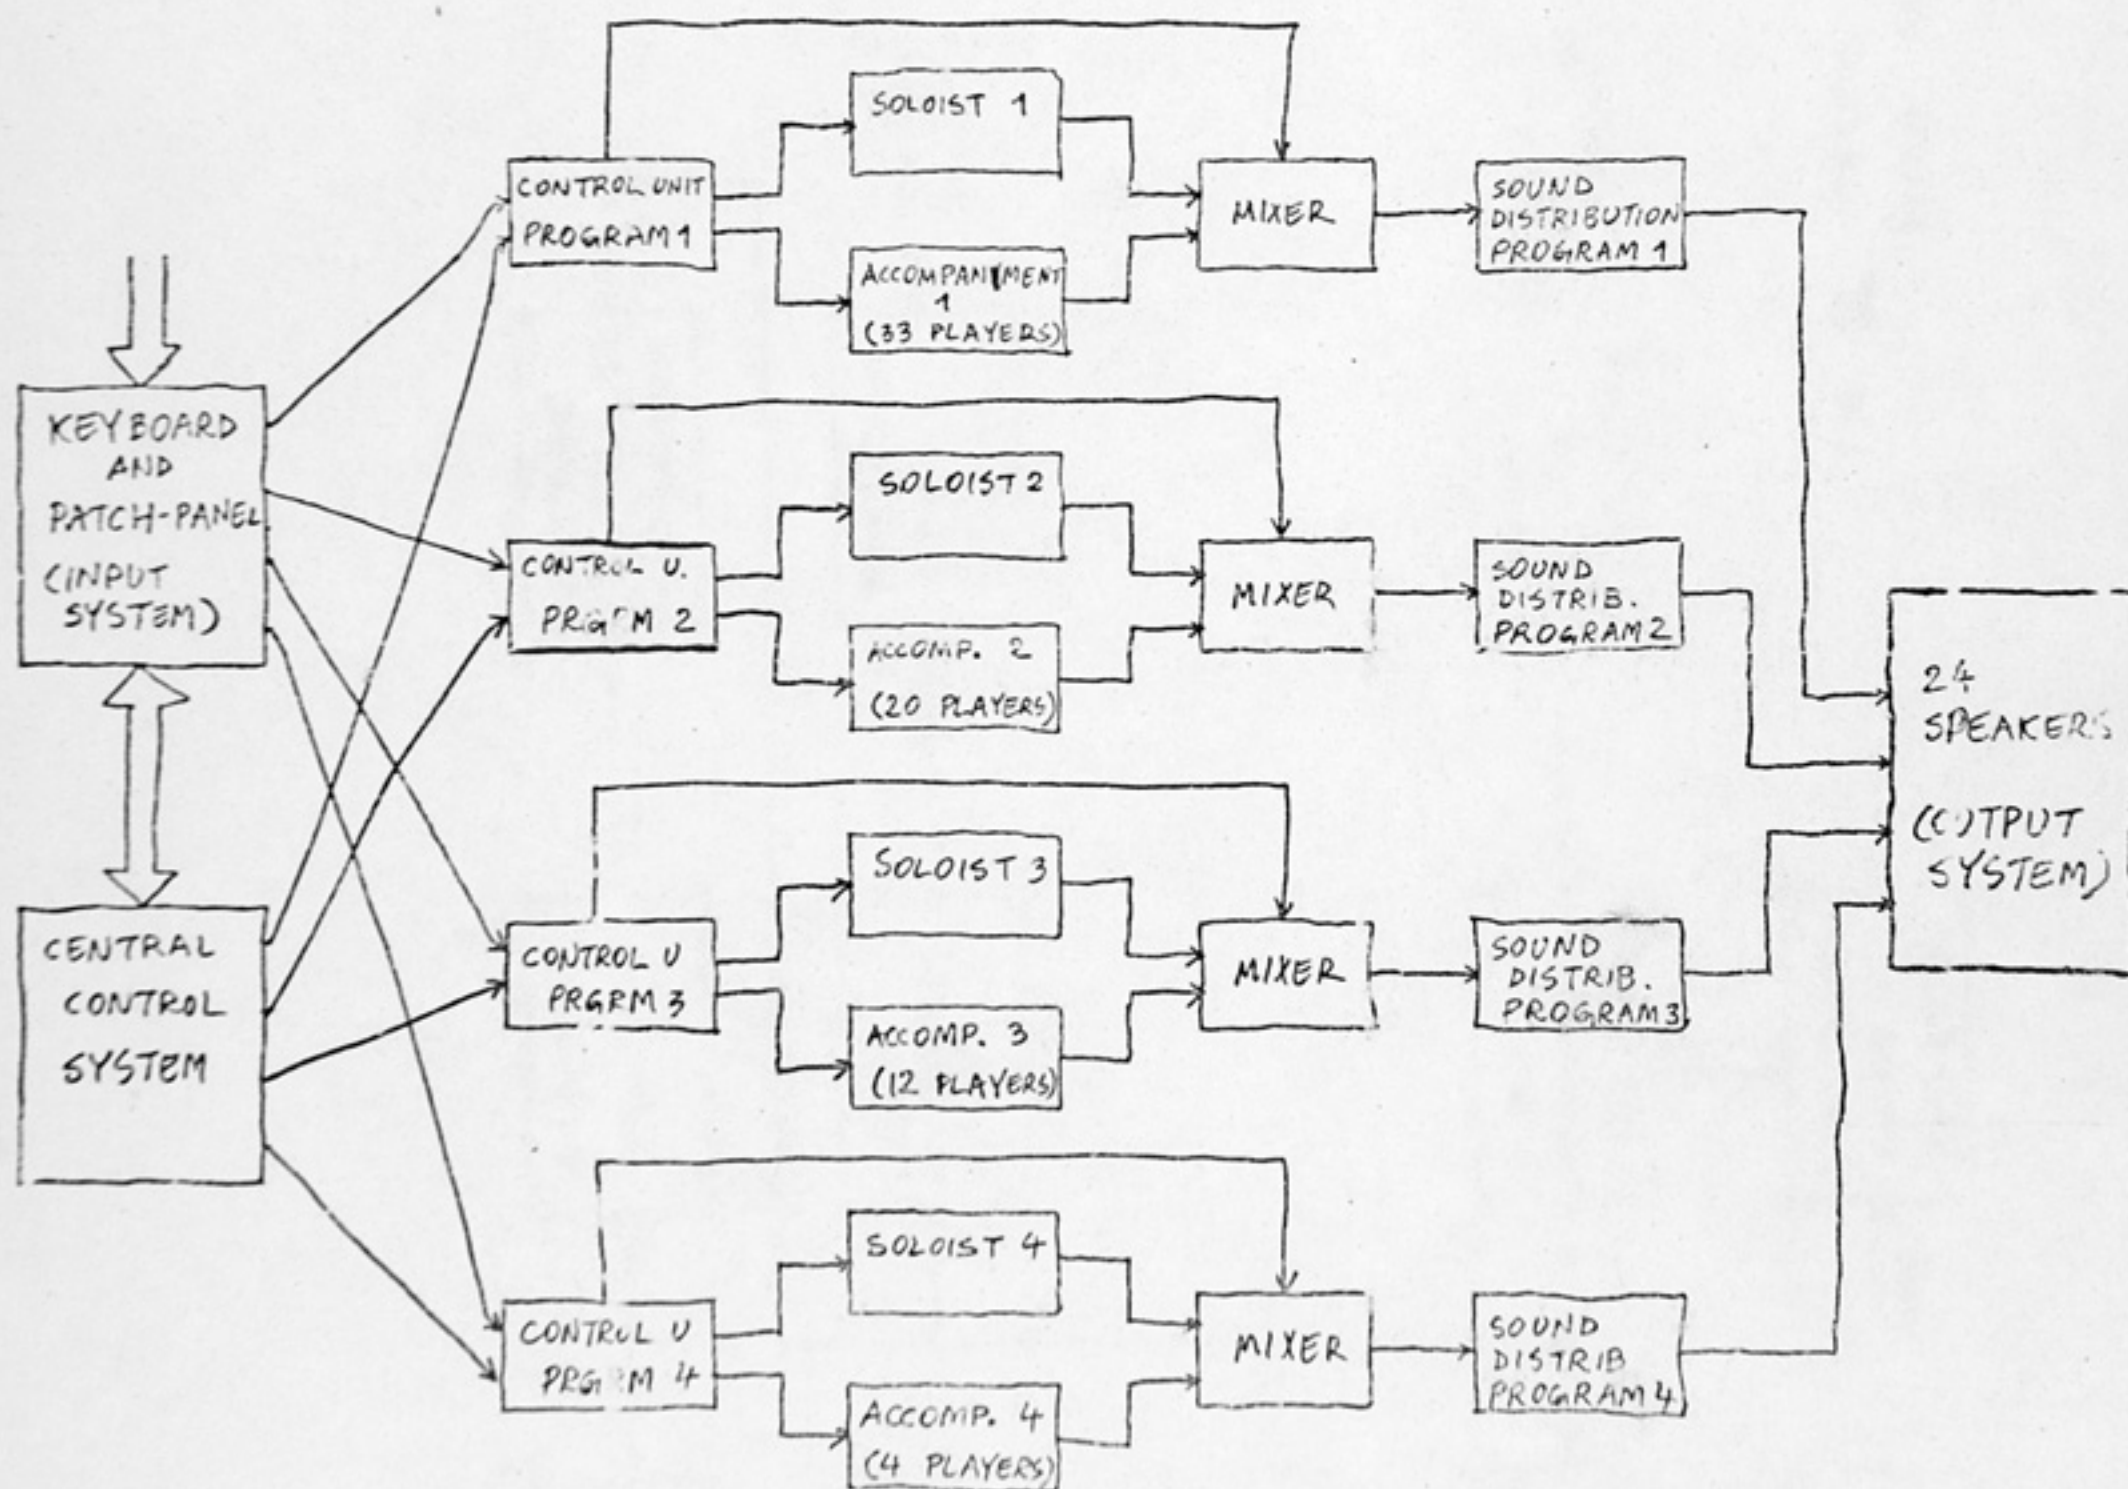 SOLOIST 1
CONTROL UNIT
PROGRAM 1
MIXER
SOUND
DISTRIBUTION
PROGRAM 1
ACCOMPANIMENT
1
(33 PLAYERS)
KEYBOARD
AND
PATCH-PANEL
(INPUT
SYSTEM)
SOLOIST 2
CONTROL U.
PRGRM 2
MIXER
SOUND
DISTRIB.
PROGRAM 2
ACCOMP. 2
(20 PLAYERS)
24
SPEAKERS
(OUTPUT
SYSTEM)
SOLOIST 3
CENTRAL
CONTROL
SYSTEM
CONTROL U
PRGRM 3
MIXER
SOUND
DISTRIB.
PROGRAM 3
ACCOMP. 3
(12 PLAYERS)
SOLOIST 4
CONTROL U
PRGRM 4
MIXER
SOUND
DISTRIB
PROGRAM 4
ACCOMP. 4
(4 PLAYERS)